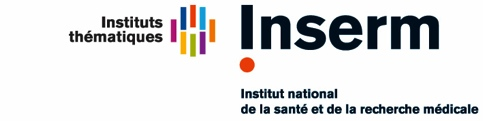 Instituts
thématiques
Inserm
Institut national
de la santé et de la recherche médicale